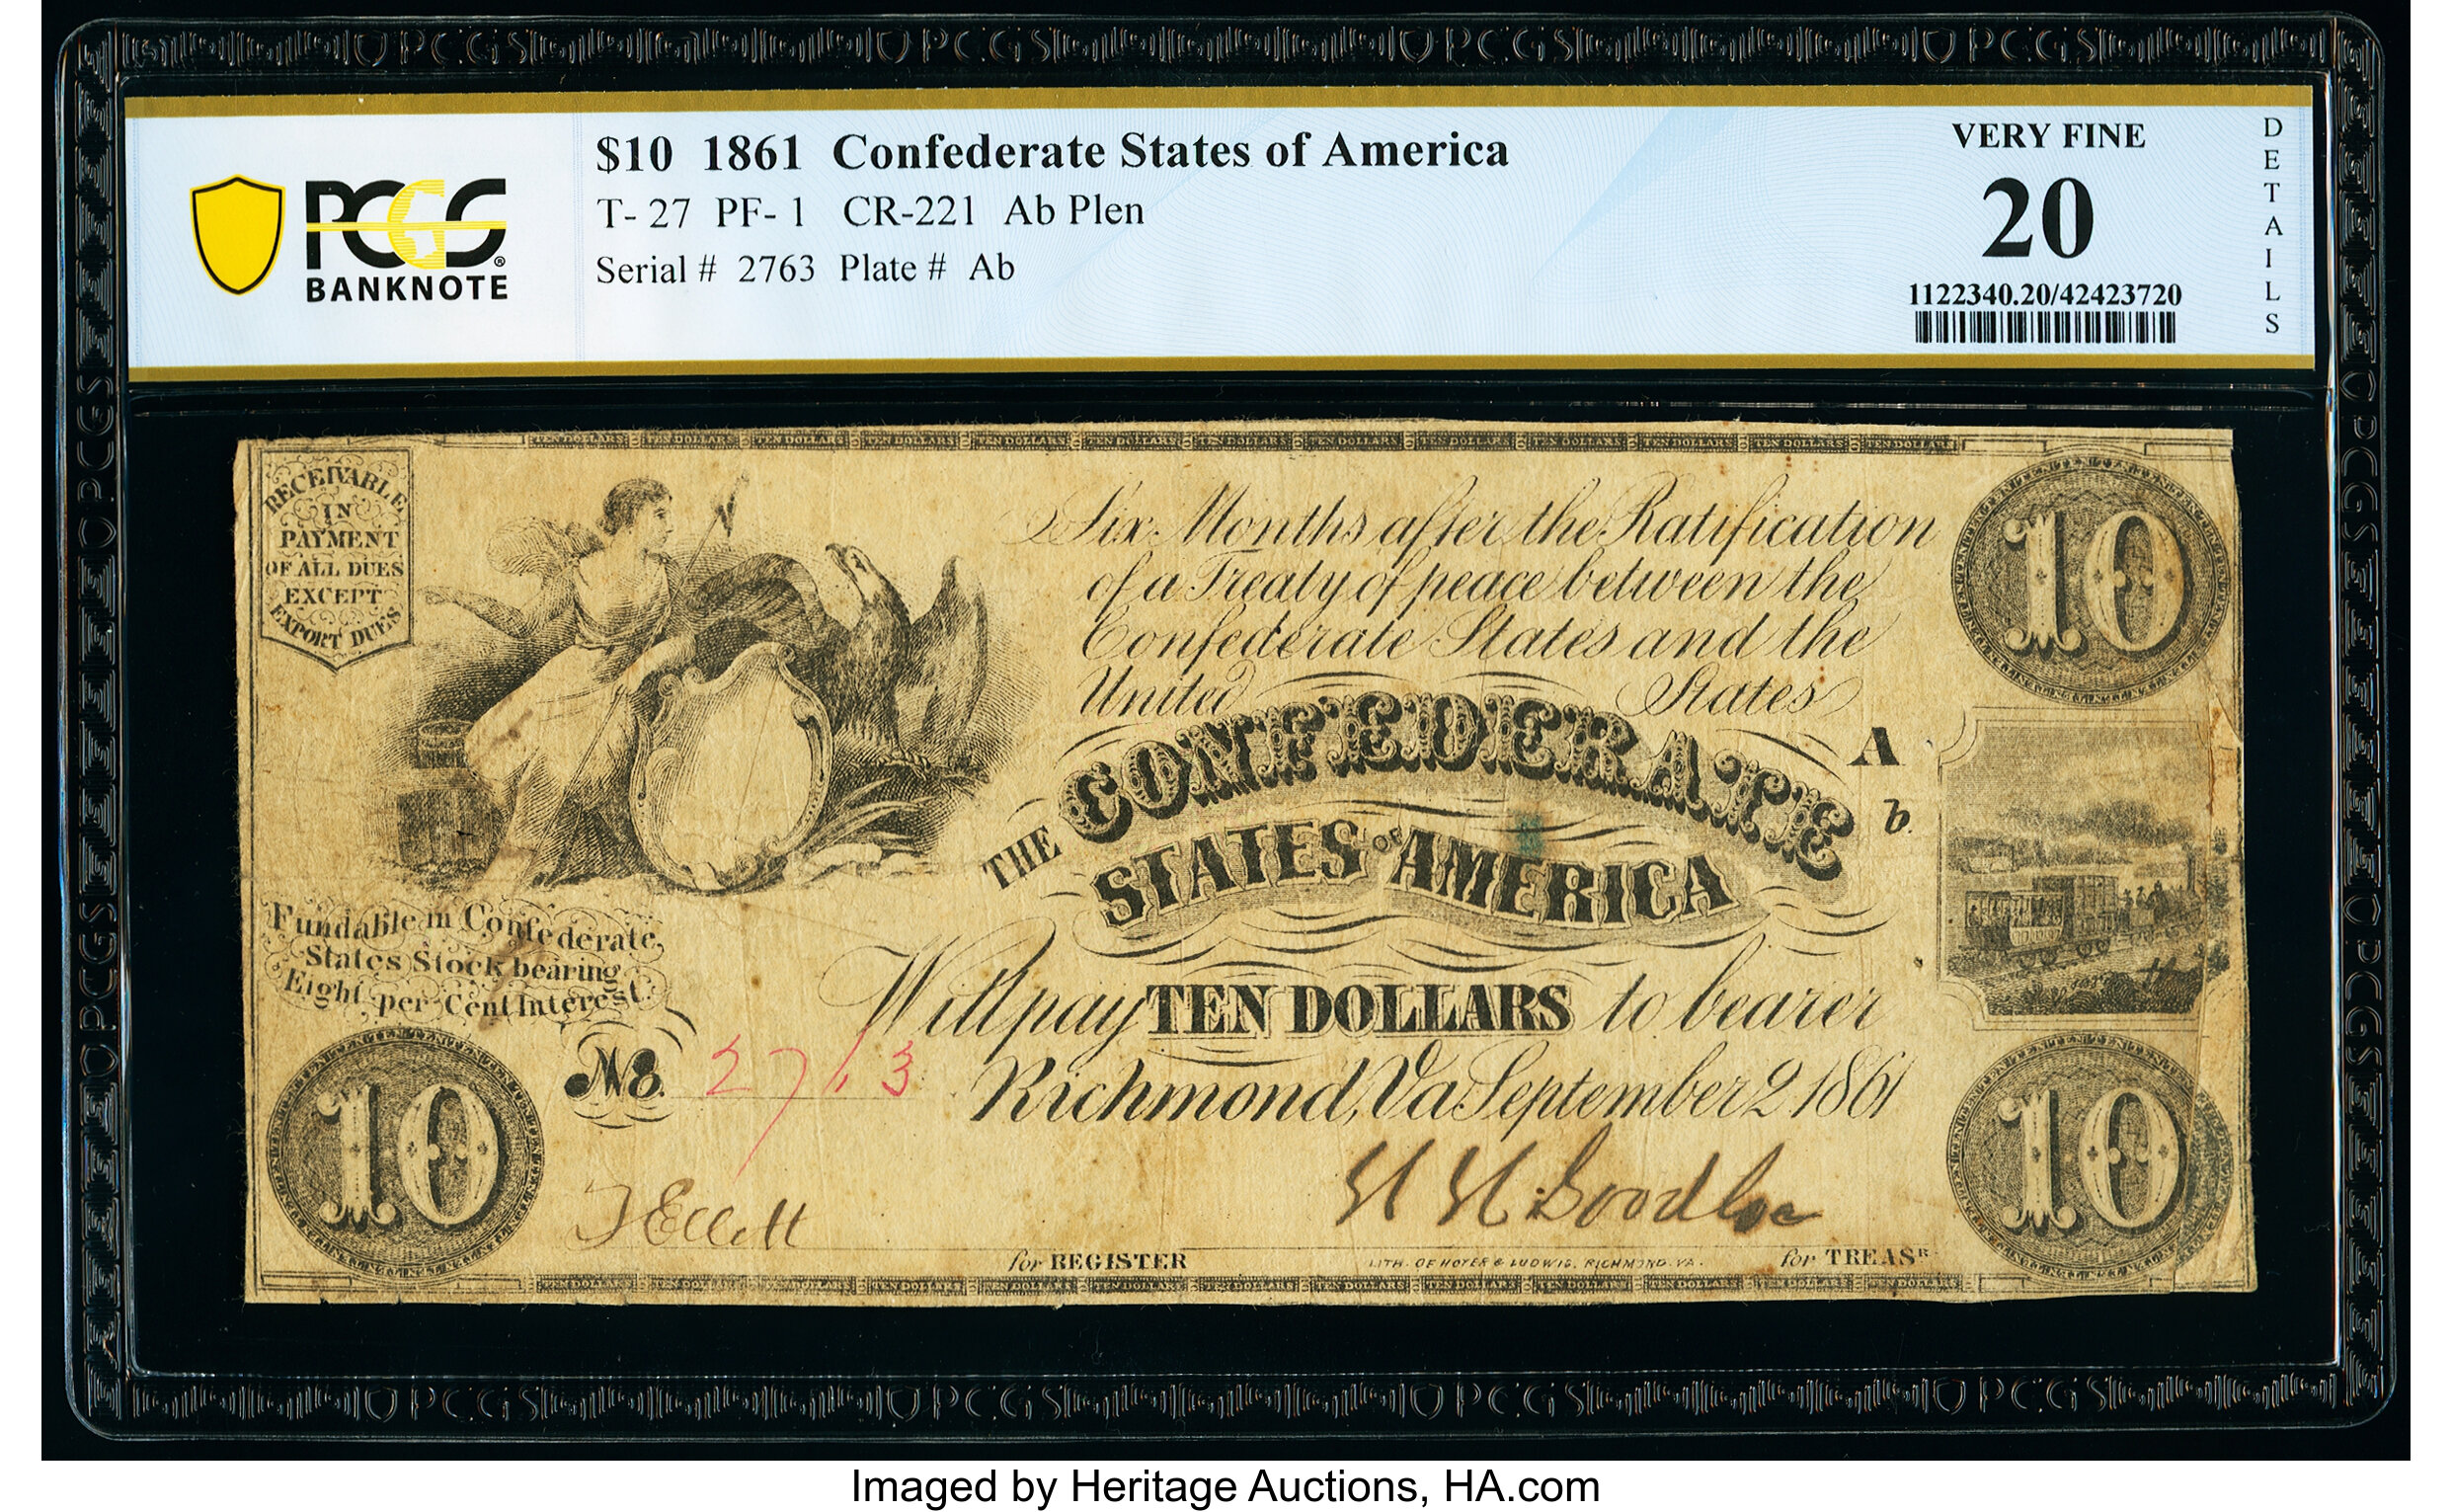 $10 1861 Confederate States of America
T- 27 PF- 1 CR-221 Ab Plen
Serial # 2763 Plate # Ab
PCGS
BANKNOTE
VERY FINE
20
1122340.20/42423720
DETAILS
RECEIVABLE
IN
PAYMENT
OF ALL DUES
EXCEPT
EXPORT DUES
Six Months after the Ratification
of a Treaty of peace between the
Confederate States and the
United States
10
THE CONFEDERATE
STATES OF AMERICA
A
b.
Fundable in Confederate
States Stock bearing
Eight per Cent Interest.
Will pay TEN DOLLARS to bearer
No. 27 3
Richmond, Va September 2 1861
10
10
J Ellett
for REGISTER
LITH. OF HOYER & LUDWIG, RICHMOND. VA.
for TREASR
Imaged by Heritage Auctions, HA.com